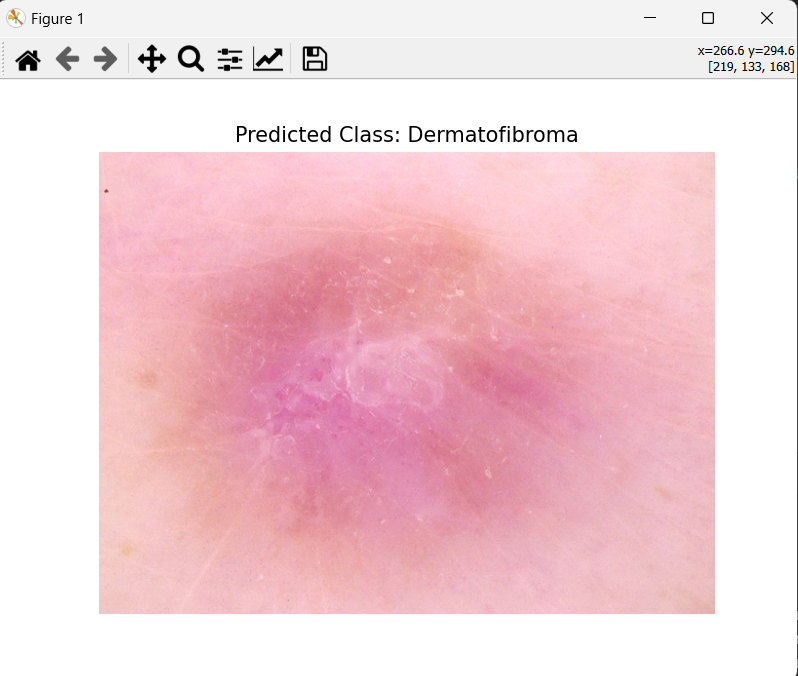 Figure 1
x=266.6 y=294.6
[219, 133, 168]
Predicted Class: Dermatofibroma